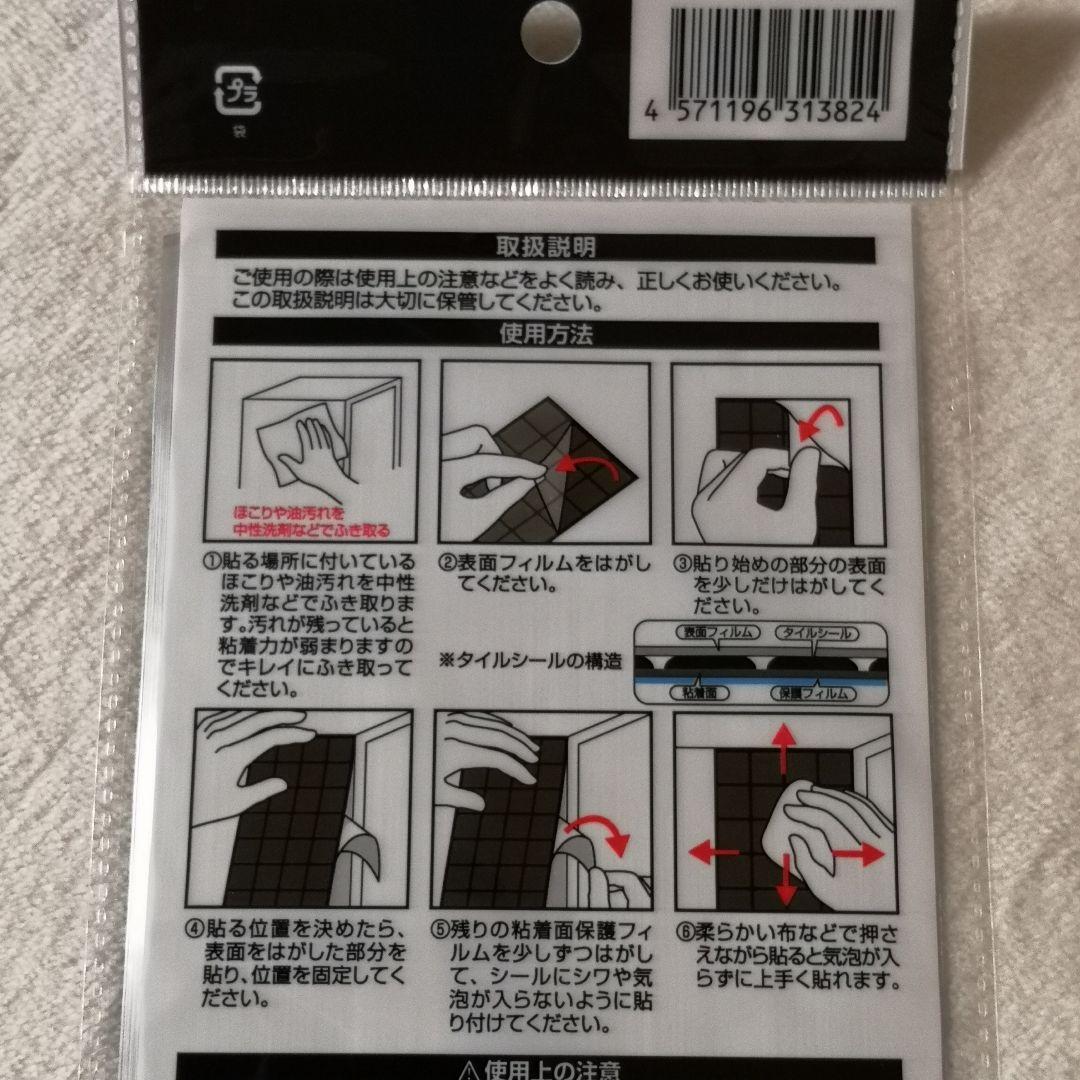 プラ
袋
4 571196 313824
取扱説明
ご使用の際は使用上の注意などをよく読み、正しくお使いください。
この取扱説明は大切に保管してください。
使用方法
ほこりや油汚れを
中性洗剤などでふき取る
①貼る場所に付いている
ほこりや油汚れを中性
洗剤などでふき取りま
す。汚れが残っていると
粘着力が弱まりますの
でキレイにふき取って
ください。
②表面フィルムをはがし
てください。
③貼り始めの部分の表面
を少しだけはがしてく
ださい。
※タイルシールの構造
表面フィルム
タイルシール
粘着面
保護フィルム
④貼る位置を決めたら、
表面をはがした部分を
貼り、位置を固定してく
ださい。
⑤残りの粘着面保護フィ
ルムを少しずつはがし
て、シールにシワや気
泡が入らないように貼
り付けてください。
⑥柔らかい布などで押さ
えながら貼ると気泡が入
らずに上手く貼れます。
⚠使用上の注意